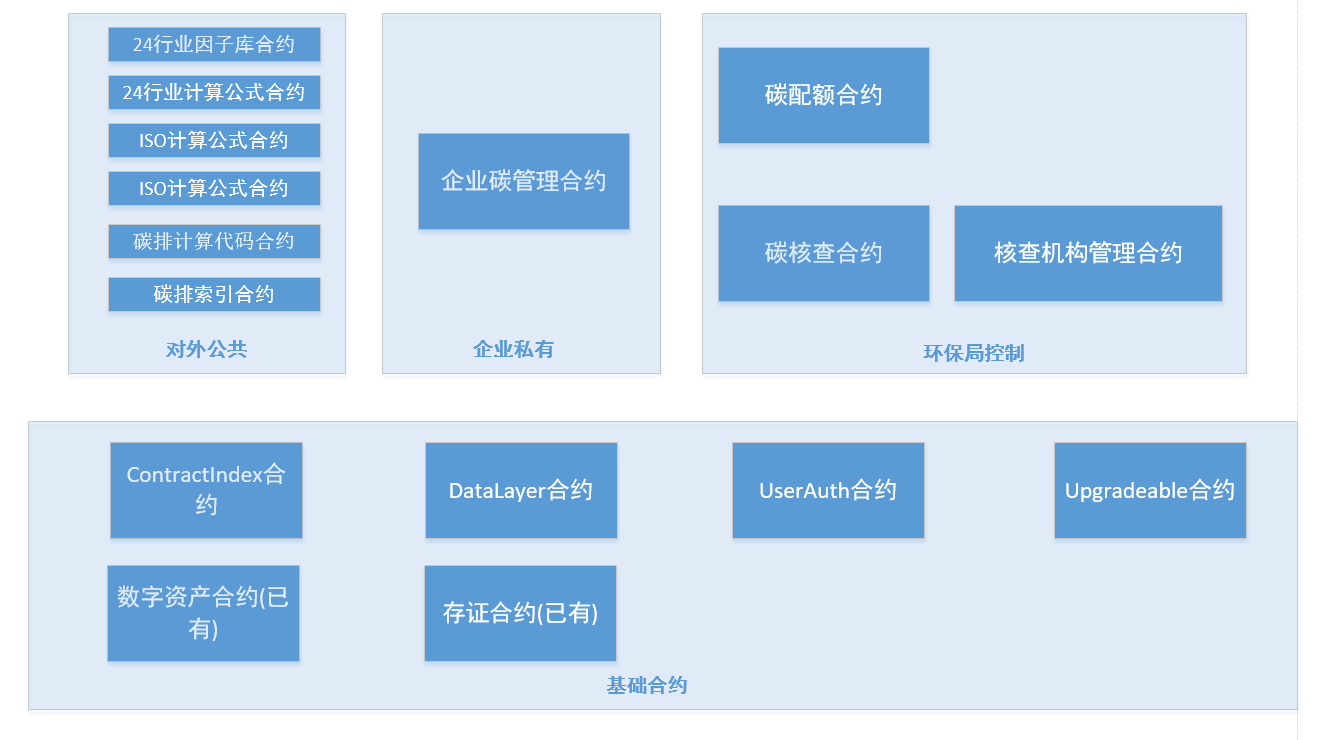 24行业因子库合约
24行业计算公式合约
ISO计算公式合约
ISO计算公式合约
碳排计算代码合约
碳排索引合约
对外公共
企业碳管理合约
企业私有
碳配额合约
碳核查合约
核查机构管理合约
环保局控制
ContractIndex合
约
DataLayer合约
UserAuth合约
Upgradeable合约
数字资产合约(已
有)
存证合约(已有)
基础合约